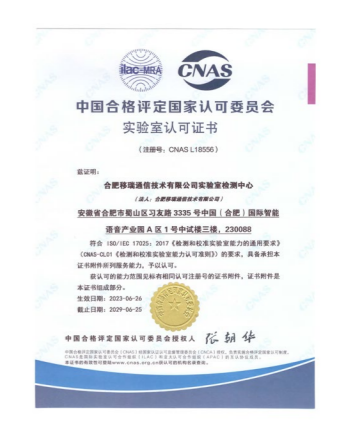 ilac-MRA
CNAS
中国合格评定国家认可委员会
实验室认可证书
(注册号：CNAS L18556)
兹证明：
合肥移瑞通信技术有限公司实验室检测中心
(法人：合肥移瑞通信技术有限公司)
安徽省合肥市蜀山区习友路 3335 号中国（合肥）国际智能
语音产业园 A 区 1 号中试楼三楼，230088
符合 ISO/IEC 17025：2017《检测和校准实验室能力的通用要求》
(CNAS-CL01《检测和校准实验室能力认可准则》)的要求，具备承担本
证书附件所列服务能力，予以认可。
获认可的能力范围见标有相同认可注册号的证书附件，证书附件是
本证书组成部分。
生效日期：2023-06-26
截止日期：2029-06-25
中国合格评定国家认可委员会授权人 张朝华